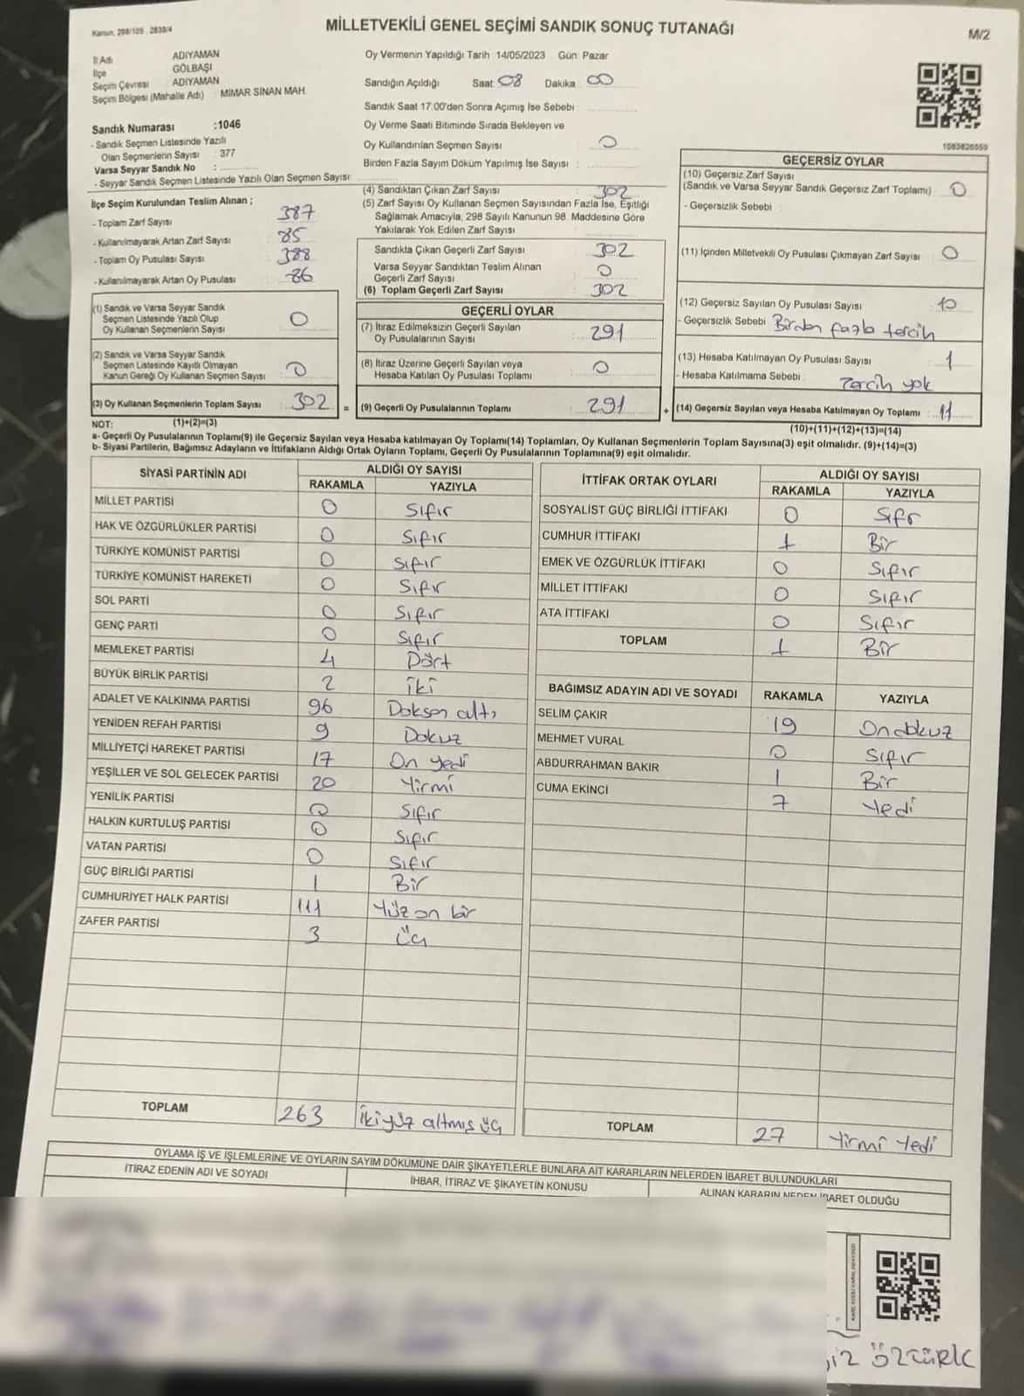 Kanun, 298/105 2839/4
MİLLETVEKİLİ GENEL SEÇİMİ SANDIK SONUÇ TUTANAĞI
M/2
İl Adı ADIYAMAN
İlçe GÖLBAŞI
Seçim Çevresi ADIYAMAN
Seçim Bölgesi (Mahalle Adı) MİMAR SİNAN MAH.
Oy Vermenin Yapıldığı Tarih 14/05/2023 Gün Pazar
Sandığın Açıldığı Saat 08 Dakika 00
Sandık Saat 17:00'den Sonra Açımış İse Sebebi
Oy Verme Saati Bitiminde Sırada Bekleyen ve
Oy Kullandırılan Seçmen Sayısı 0
Birden Fazla Sayım Döküm Yapılmış İse Sayısı :
Sandık Numarası :1046
- Sandık Seçmen Listesinde Yazılı
Olan Seçmenlerin Sayısı 377
Varsa Seyyar Sandık No :
- Seyyar Sandık Seçmen Listesinde Yazılı Olan Seçmen Sayısı
İlçe Seçim Kurulundan Teslim Alınan ;
- Toplam Zarf Sayısı 387
- Kullanılmayarak Artan Zarf Sayısı 85
- Toplam Oy Pusulası Sayısı 388
- Kullanılmayarak Artan Oy Pusulası 86
(4) Sandıktan Çıkan Zarf Sayısı 302
(5) Zarf Sayısı Oy Kullanan Seçmen Sayısından Fazla İse, Eşitliği
Sağlamak Amacıyla, 298 Sayılı Kanunun 98. Maddesine Göre
Yakılarak Yok Edilen Zarf Sayısı
Sandıkta Çıkan Geçerli Zarf Sayısı 302
Varsa Seyyar Sandıktan Teslim Alınan
Geçerli Zarf Sayısı 0
(6) Toplam Geçerli Zarf Sayısı 302
GEÇERSİZ OYLAR
(10) Geçersiz Zarf Sayısı
(Sandık ve Varsa Seyyar Sandık Geçersiz Zarf Toplamı) 0
- Geçersizlik Sebebi
(11) İçinden Milletvekili Oy Pusulası Çıkmayan Zarf Sayısı 0
(12) Geçersiz Sayılan Oy Pusulası Sayısı 10
- Geçersizlik Sebebi Birden fazla tercih
(13) Hesaba Katılmayan Oy Pusulası Sayısı 1
- Hesaba Katılmama Sebebi Tercih yok
(14) Geçersiz Sayılan veya Hesaba Katılmayan Oy Toplamı 11
(10)+(11)+(12)+(13)=(14)
(1) Sandık ve Varsa Seyyar Sandık
Seçmen Listesinde Yazılı Olup
Oy Kullanan Seçmenlerin Sayısı 0
(2) Sandık ve Varsa Seyyar Sandık
Seçmen Listesinde Kayıtlı Olmayan
Kanun Gereği Oy Kullanan Seçmen Sayısı 0
(3) Oy Kullanan Seçmenlerin Toplam Sayısı 302
(1)+(2)=(3)
GEÇERLİ OYLAR
(7) İtiraz Edilmeksizin Geçerli Sayılan
Oy Pusulalarının Sayısı 291
(8) İtiraz Üzerine Geçerli Sayılan veya
Hesaba Katılan Oy Pusulası Toplamı 0
= (9) Geçerli Oy Pusulalarının Toplamı 291 +
NOT:
a- Geçerli Oy Pusulalarının Toplamı(9) ile Geçersiz Sayılan veya Hesaba katılmayan Oy Toplamı(14) Toplamları, Oy Kullanan Seçmenlerin Toplam Sayısına(3) eşit olmalıdır. (9)+(14)=(3)
b- Siyasi Partilerin, Bağımsız Adayların ve İttifakların Aldığı Ortak Oyların Toplamı, Geçerli Oy Pusulalarının Toplamına(9) eşit olmalıdır.
SİYASİ PARTİNİN ADI ALDIĞI OY SAYISI
RAKAMLA YAZIYLA
MİLLET PARTİSİ 0 Sıfır
HAK VE ÖZGÜRLÜKLER PARTİSİ 0 Sıfır
TÜRKİYE KOMÜNİST PARTİSİ 0 Sıfır
TÜRKİYE KOMÜNİST HAREKETİ 0 Sıfır
SOL PARTİ 0 Sıfır
GENÇ PARTİ 0 Sıfır
MEMLEKET PARTİSİ 4 Dört
BÜYÜK BİRLİK PARTİSİ 2 İki
ADALET VE KALKINMA PARTİSİ 96 Doksan altı
YENİDEN REFAH PARTİSİ 9 Dokuz
MİLLİYETÇİ HAREKET PARTİSİ 17 On yedi
YEŞİLLER VE SOL GELECEK PARTİSİ 20 Yirmi
YENİLİK PARTİSİ 0 Sıfır
HALKIN KURTULUŞ PARTİSİ 0 Sıfır
VATAN PARTİSİ 0 Sıfır
GÜÇ BİRLİĞİ PARTİSİ 1 Bir
CUMHURİYET HALK PARTİSİ 111 Yüz on bir
ZAFER PARTİSİ 3 Üç
TOPLAM 263 İkiyüz altmış üç
İTTİFAK ORTAK OYLARI ALDIĞI OY SAYISI
RAKAMLA YAZIYLA
SOSYALİST GÜÇ BİRLİĞİ İTTİFAKI 0 Sıfr
CUMHUR İTTİFAKI 1 Bir
EMEK VE ÖZGÜRLÜK İTTİFAKI 0 Sıfır
MİLLET İTTİFAKI 0 Sıfır
ATA İTTİFAKI 0 Sıfır
TOPLAM 1 Bir
BAĞIMSIZ ADAYIN ADI VE SOYADI RAKAMLA YAZIYLA
SELİM ÇAKIR 19 Ondokuz
MEHMET VURAL 0 Sıfır
ABDURRAHMAN BAKIR 1 Bir
CUMA EKİNCİ 7 Yedi
TOPLAM 27 Yirmi Yedi
OYLAMA İŞ VE İŞLEMLERİNE VE OYLARIN SAYIM DÖKÜMÜNE DAİR ŞİKAYETLERLE BUNLARA AİT KARARLARIN NELERDEN İBARET BULUNDUKLARI
İTİRAZ EDENİN ADI VE SOYADI İHBAR, İTİRAZ VE ŞİKAYETİN KONUSU ALINAN KARARIN NEDEN İBARET OLDUĞU
ÖZTÜRK